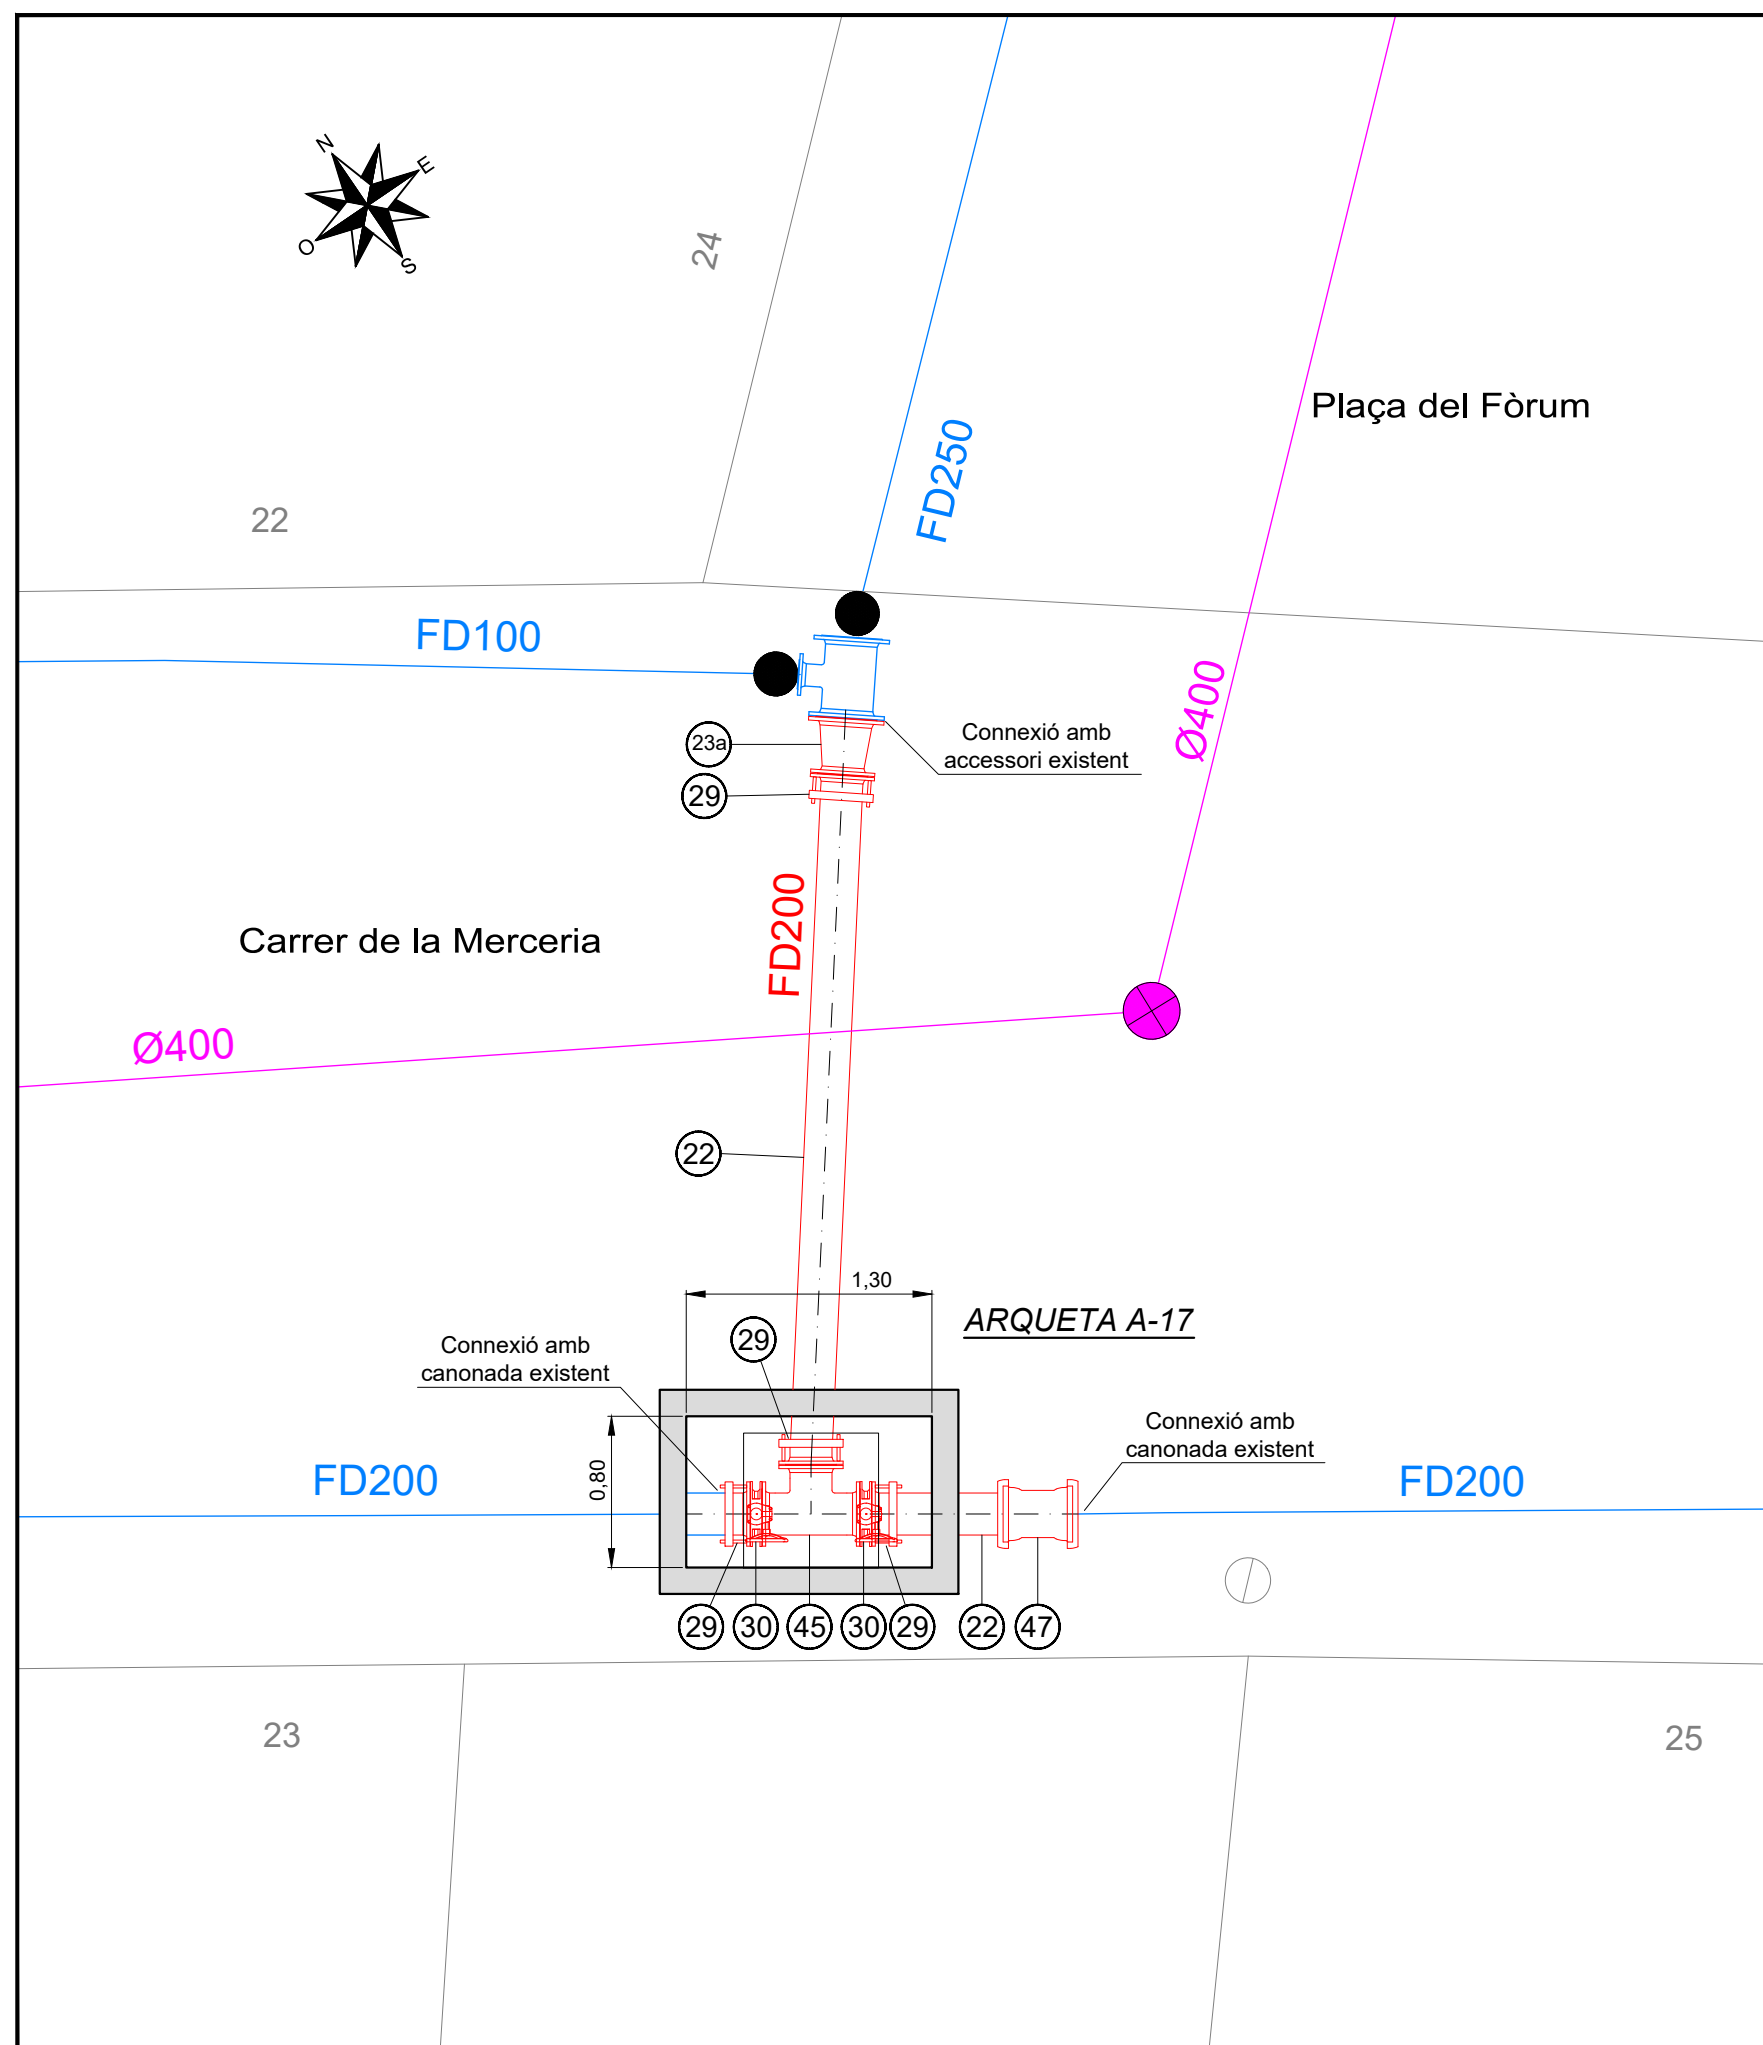 N
E
O
S
24
Plaça del Fòrum
FD250
22
FD100
Ø400
Connexió amb
accessori existent
23a
29
FD200
Carrer de la Merceria
Ø400
22
1,30
ARQUETA A-17
29
Connexió amb
canonada existent
Connexió amb
canonada existent
0,80
FD200
FD200
29
30
45
30
29
22
47
23
25